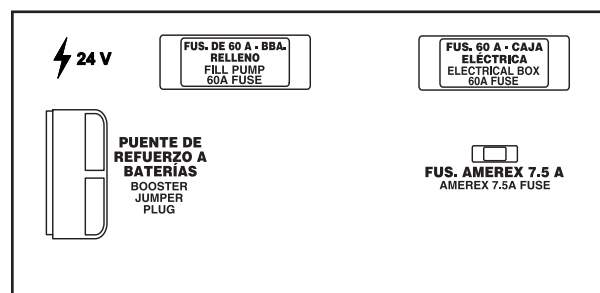 24 V
FUS. DE 60 A - BBA.
RELLENO
FILL PUMP
60A FUSE
FUS. 60 A - CAJA
ELÉCTRICA
ELECTRICAL BOX
60A FUSE
PUENTE DE
REFUERZO A
BATERÍAS
BOOSTER
JUMPER
PLUG
FUS. AMEREX 7.5 A
AMEREX 7.5A FUSE